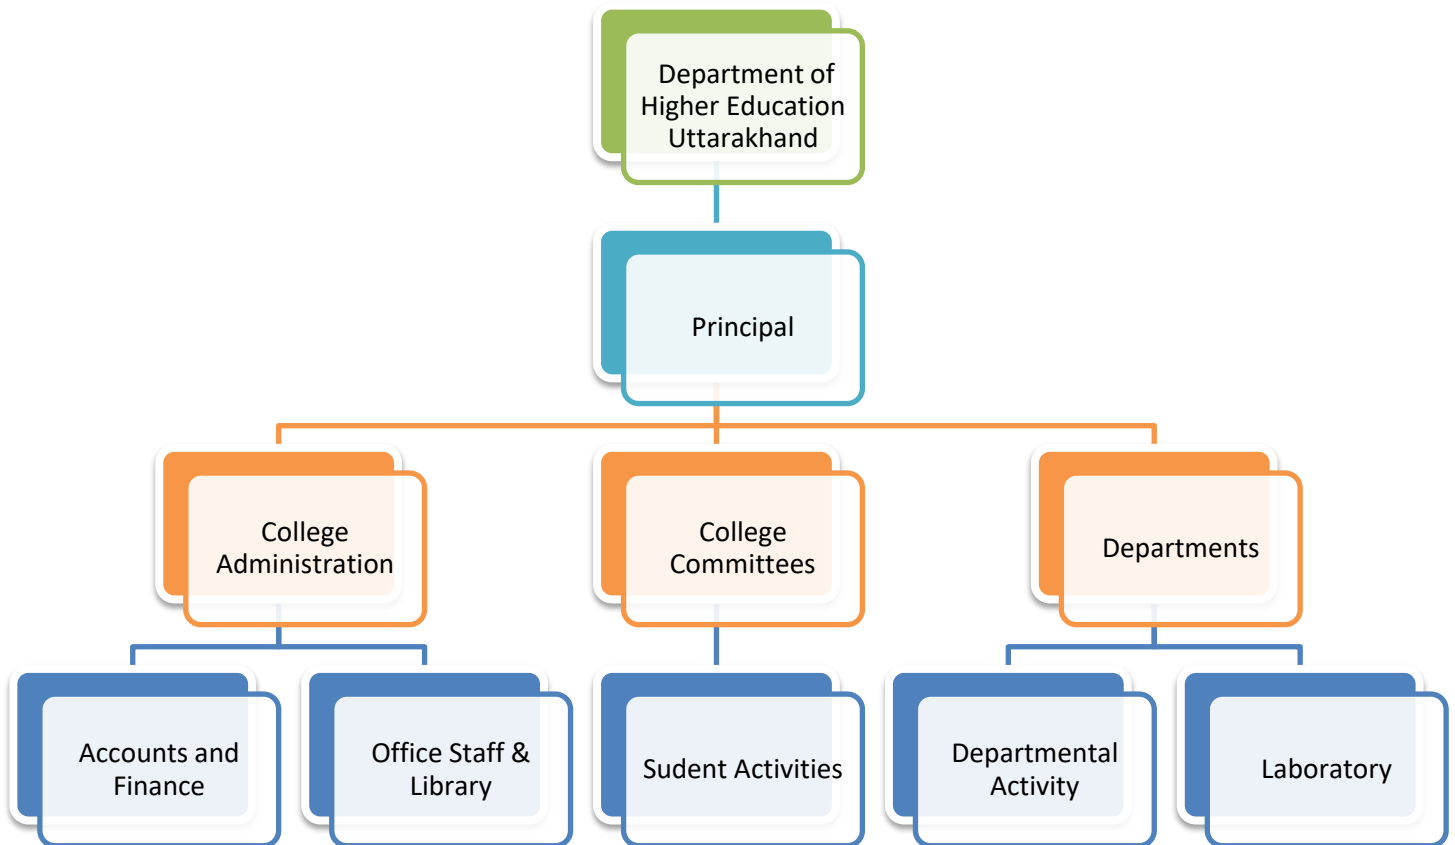 Department of
Higher Education
Uttarakhand
Principal
College
Administration
College
Committees
Departments
Accounts and
Finance
Office Staff &
Library
Sudent Activities
Departmental
Activity
Laboratory